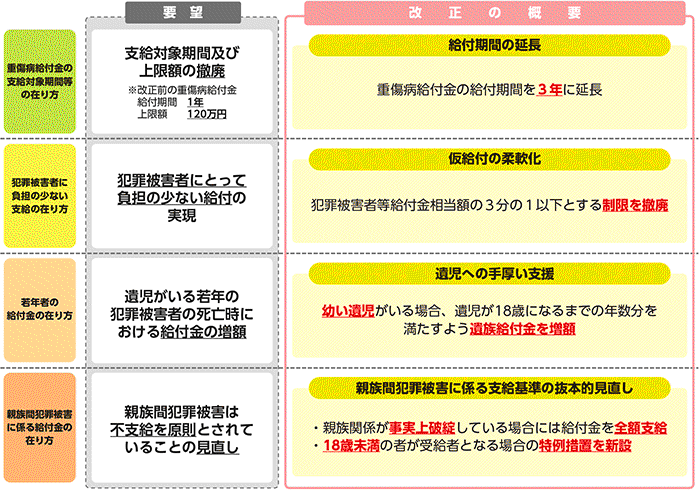 要望
改正の概要
重傷病給付金の
支給対象期間等
の在り方
支給対象期間及び
上限額の撤廃
※改正前の重傷病給付金
給付期間 1年
上限額 120万円
給付期間の延長
重傷病給付金の給付期間を3年に延長
犯罪被害者に
負担の少ない
支給の在り方
犯罪被害者にとって
負担の少ない給付の
実現
仮給付の柔軟化
犯罪被害者等給付金相当額の3分の1以下とする制限を撤廃
若年者の
給付金の在り方
遺児がいる若年の
犯罪被害者の死亡時に
おける給付金の増額
遺児への手厚い支援
幼い遺児がいる場合、遺児が18歳になるまでの年数分を
満たすよう遺族給付金を増額
親族間犯罪被害
に係る給付金の
在り方
親族間犯罪被害は
不支給を原則とされて
いることの見直し
親族間犯罪被害に係る支給基準の抜本的見直し
・親族関係が事実上破綻している場合には給付金を全額支給
・18歳未満の者が受給者となる場合の特例措置を新設